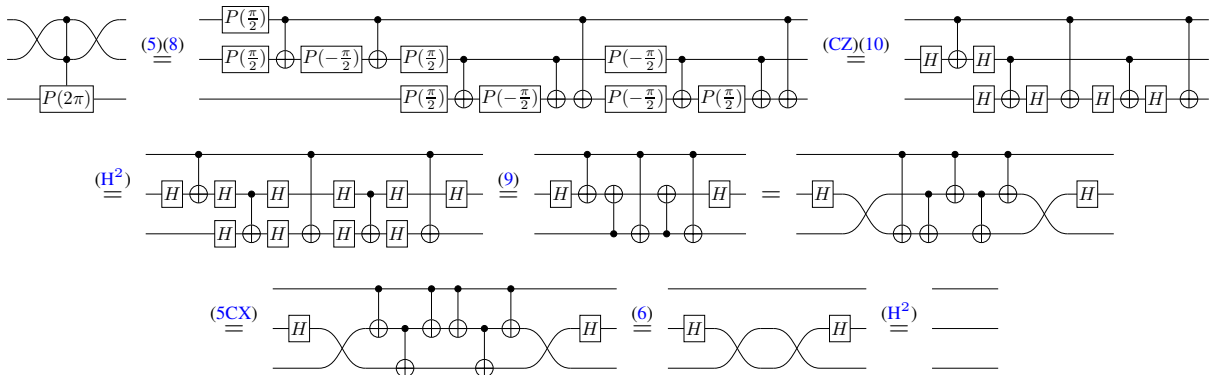 P(π/2)
(5)(8) = P(π/2) P(-π/2) P(π/2) P(-π/2) (CZ)(10) = H H
P(2π) P(π/2) P(-π/2) P(-π/2) P(π/2) H H H H
(H²) = H H H H H H (9) = H H = H H
H H H H
(5CX) = H H (6) = H H (H²) =